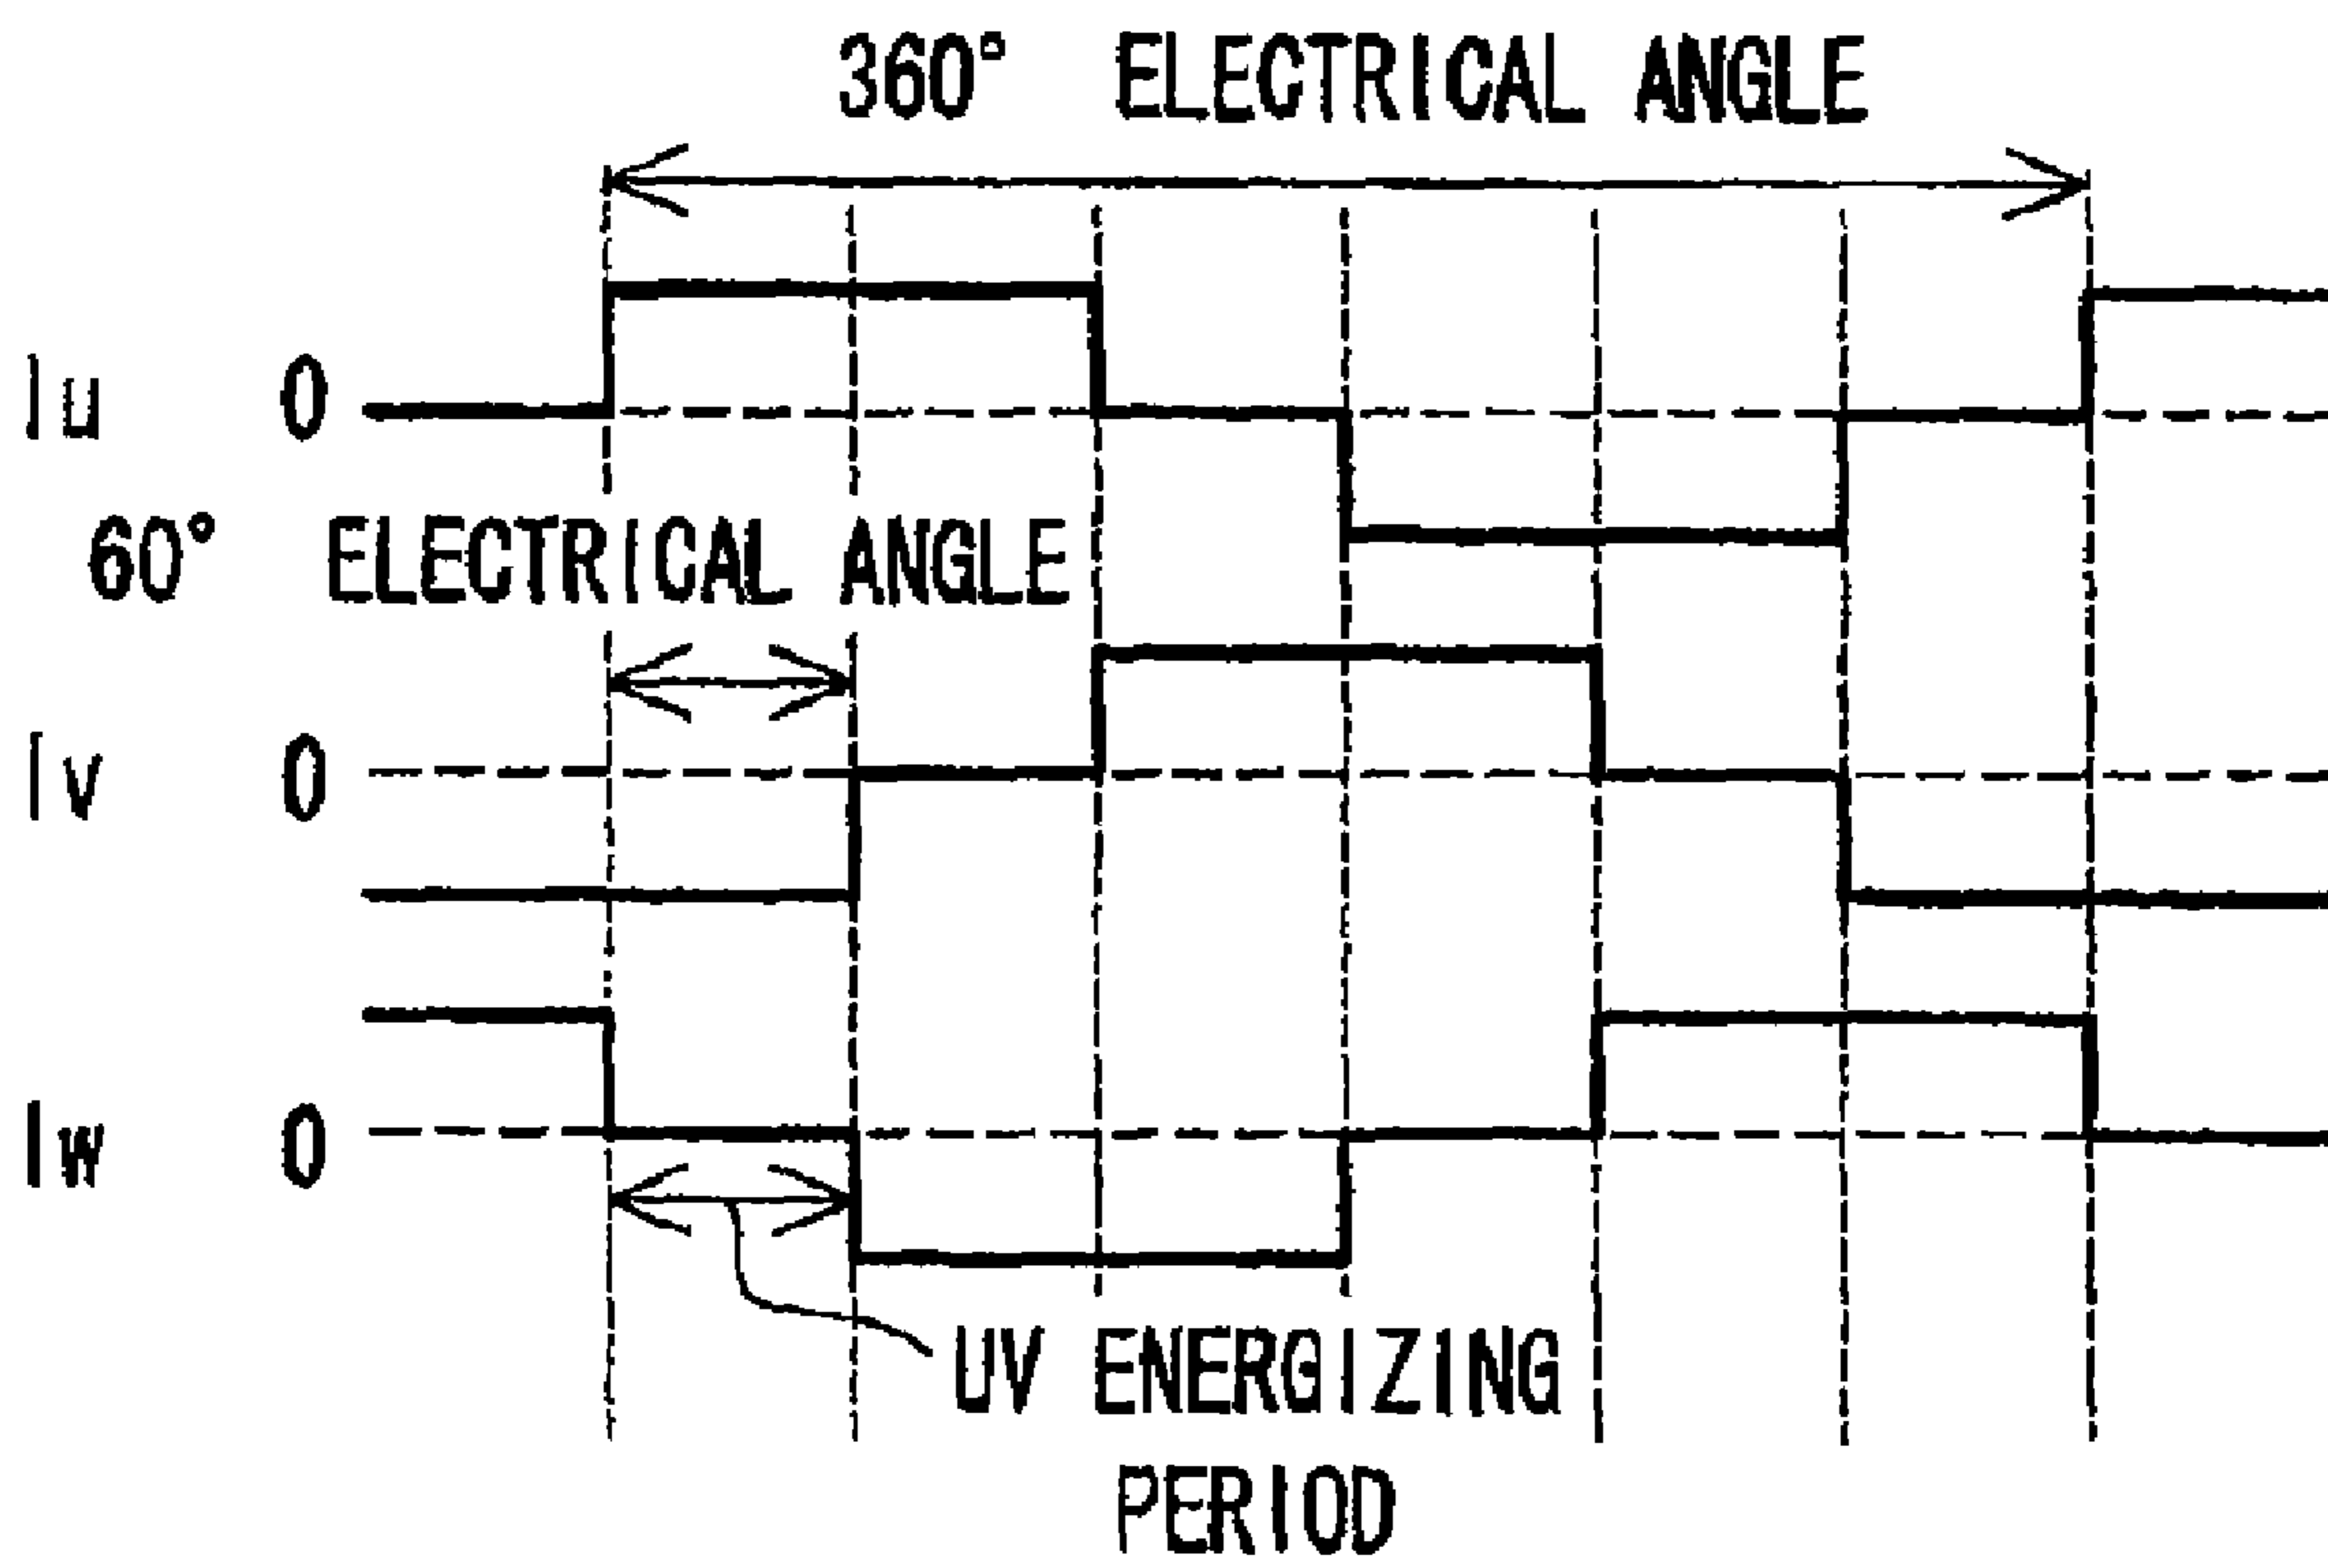 360° ELECTRICAL ANGLE
Iu 0
60° ELECTRICAL ANGLE
Iv 0
Iw 0
UV ENERGIZING
PERIOD